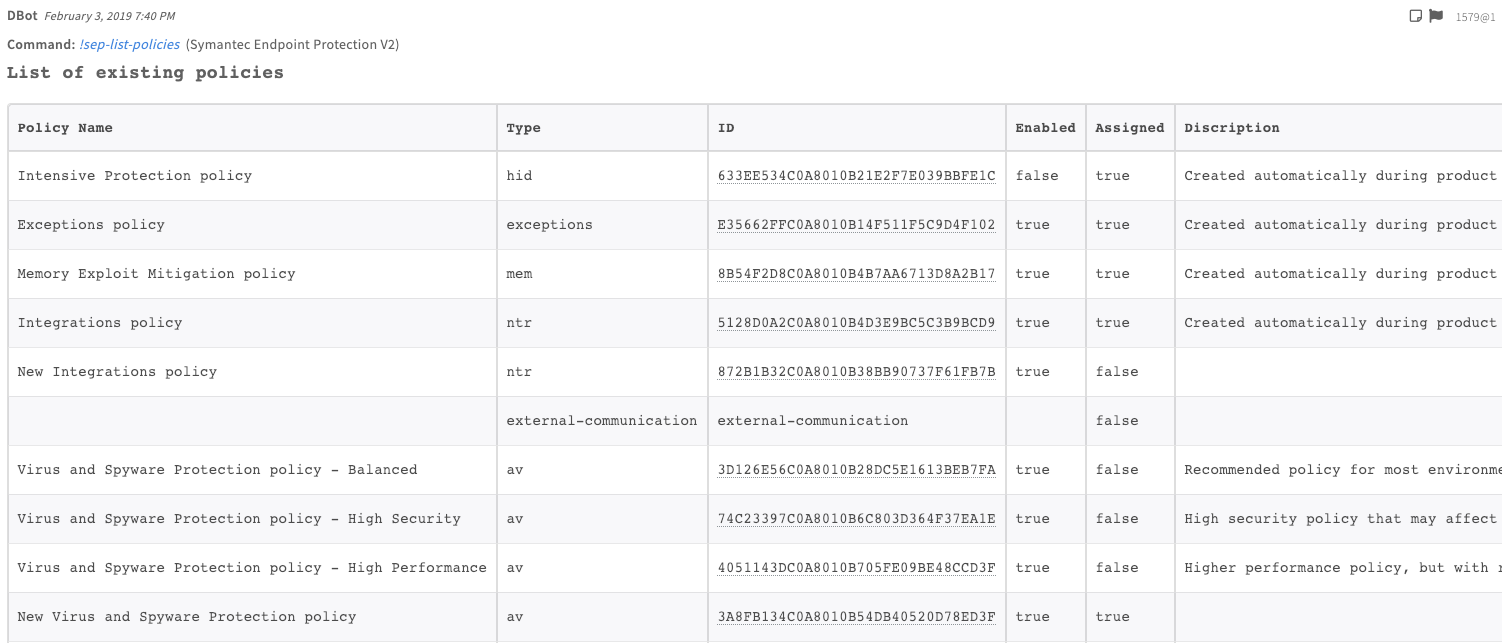 DBot February 3, 2019 7:40 PM 1579@1
Command: !sep-list-policies (Symantec Endpoint Protection V2)
List of existing policies
Policy Name Type ID Enabled Assigned Discription
Intensive Protection policy hid 633EE534C0A8010B21E2F7E039BBFE1C false true Created automatically during product
Exceptions policy exceptions E35662FFC0A8010B14F511F5C9D4F102 true true Created automatically during product
Memory Exploit Mitigation policy mem 8B54F2D8C0A8010B4B7AA6713D8A2B17 true true Created automatically during product
Integrations policy ntr 5128D0A2C0A8010B4D3E9BC5C3B9BCD9 true true Created automatically during product
New Integrations policy ntr 872B1B32C0A8010B38BB90737F61FB7B true false
external-communication external-communication false
Virus and Spyware Protection policy – Balanced av 3D126E56C0A8010B28DC5E1613BEB7FA true false Recommended policy for most environme
Virus and Spyware Protection policy – High Security av 74C23397C0A8010B6C803D364F37EA1E true false High security policy that may affect
Virus and Spyware Protection policy – High Performance av 4051143DC0A8010B705FE09BE48CCD3F true false Higher performance policy, but with
New Virus and Spyware Protection policy av 3A8FB134C0A8010B54DB40520D78ED3F true true